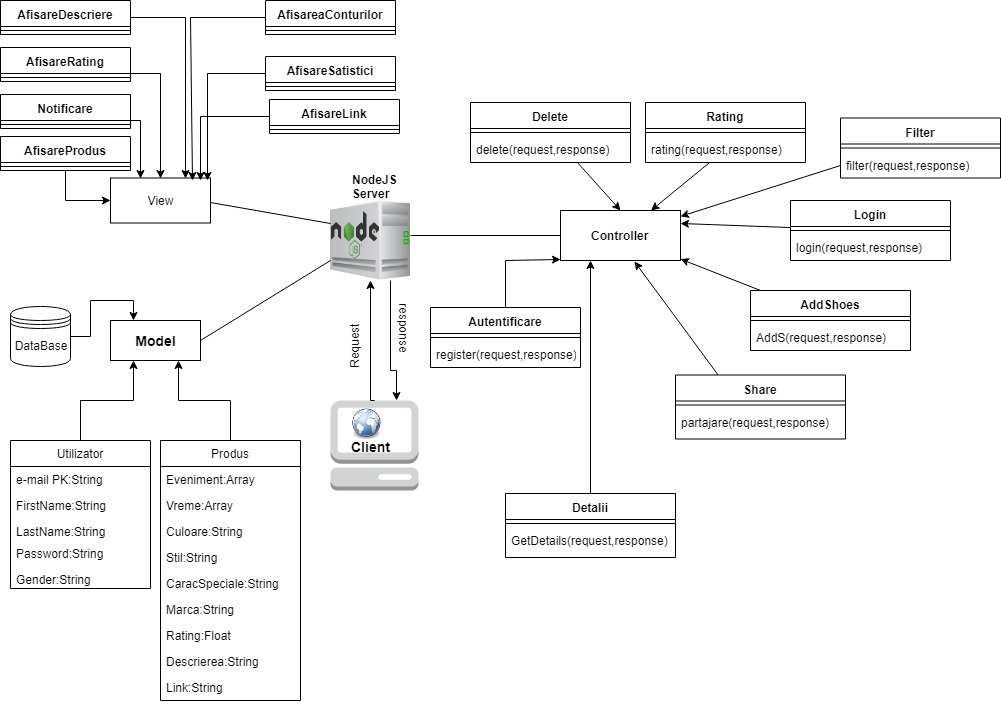 AfisareDescriere
AfisareRating
Notificare
AfisareProdus
AfisareaConturilor
AfisareSatistici
AfisareLink
View
NodeJS
Server
node
JS
Delete
delete(request,response)
Rating
rating(request,response)
Filter
filter(request,response)
Login
login(request,response)
Controller
AddShoes
AddS(request,response)
Autentificare
register(request,response)
Share
partajare(request,response)
Detalii
GetDetails(request,response)
DataBase
Model
Request
response
Client
Utilizator
e-mail PK:String
FirstName:String
LastName:String
Password:String
Gender:String
Produs
Eveniment:Array
Vreme:Array
Culoare:String
Stil:String
CaracSpeciale:String
Marca:String
Rating:Float
Descrierea:String
Link:String